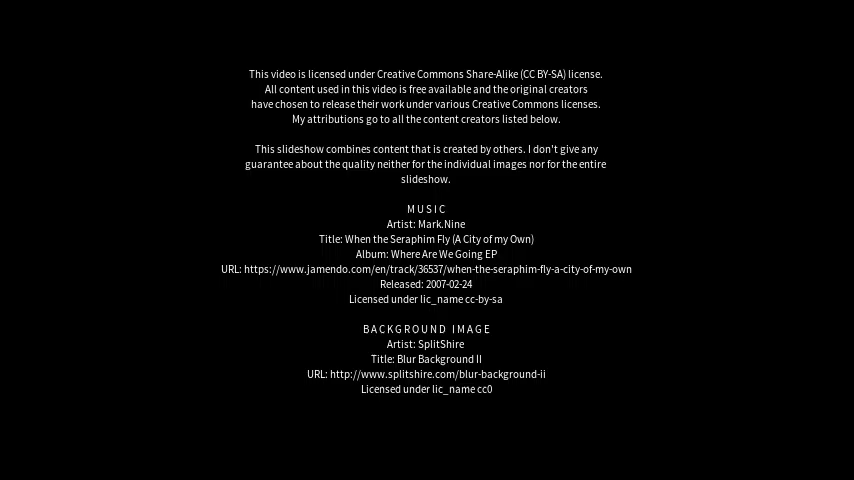 This video is licensed under Creative Commons Share-Alike (CC BY-SA) license.
All content used in this video is free available and the original creators
have chosen to release their work under various Creative Commons licenses.
My attributions go to all the content creators listed below.
This slideshow combines content that is created by others. I don't give any
guarantee about the quality neither for the individual images nor for the entire
slideshow.
MUSIC
Artist: Mark.Nine
Title: When the Seraphim Fly (A City of my Own)
Album: Where Are We Going EP
URL: https://www.jamendo.com/en/track/36537/when-the-seraphim-fly-a-city-of-my-own
Released: 2007-02-24
Licensed under lic_name cc-by-sa
BACKGROUND IMAGE
Artist: SplitShire
Title: Blur Background II
URL: http://www.splitshire.com/blur-background-ii
Licensed under lic_name cc0